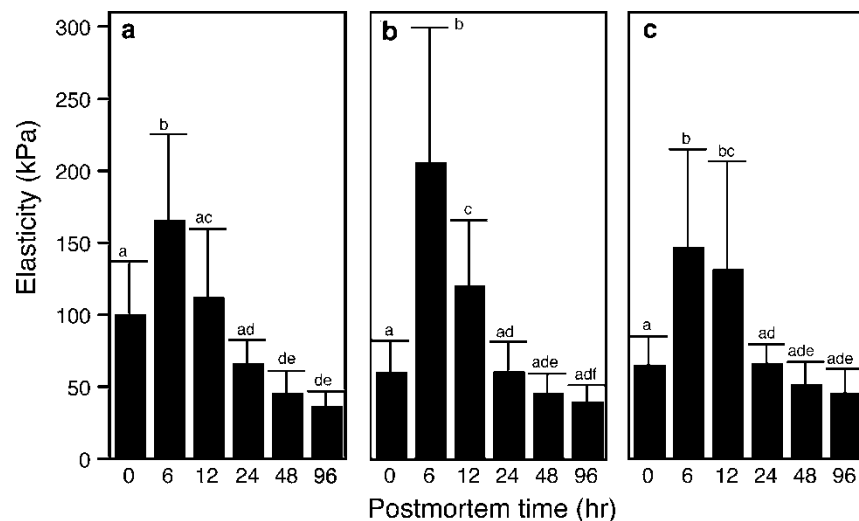 a
b
c
300
250
200
150
100
50
0
Elasticity (kPa)
a
b
ac
ad
de
de
a
b
c
ad
ade
adf
a
b
bc
ad
ade
ade
0 6 12 24 48 96
0 6 12 24 48 96
0 6 12 24 48 96
Postmortem time (hr)